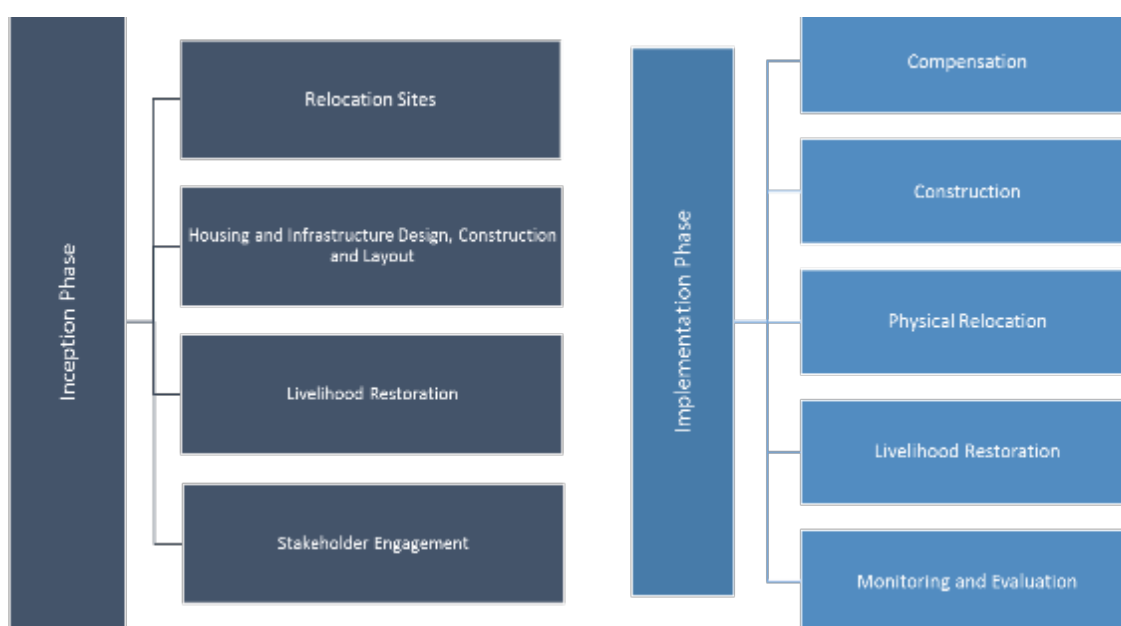 Inception Phase
Relocation Sites
Housing and Infrastructure Design, Construction
and Layout
Livelihood Restoration
Stakeholder Engagement
Implementation Phase
Compensation
Construction
Physical Relocation
Livelihood Restoration
Monitoring and Evaluation